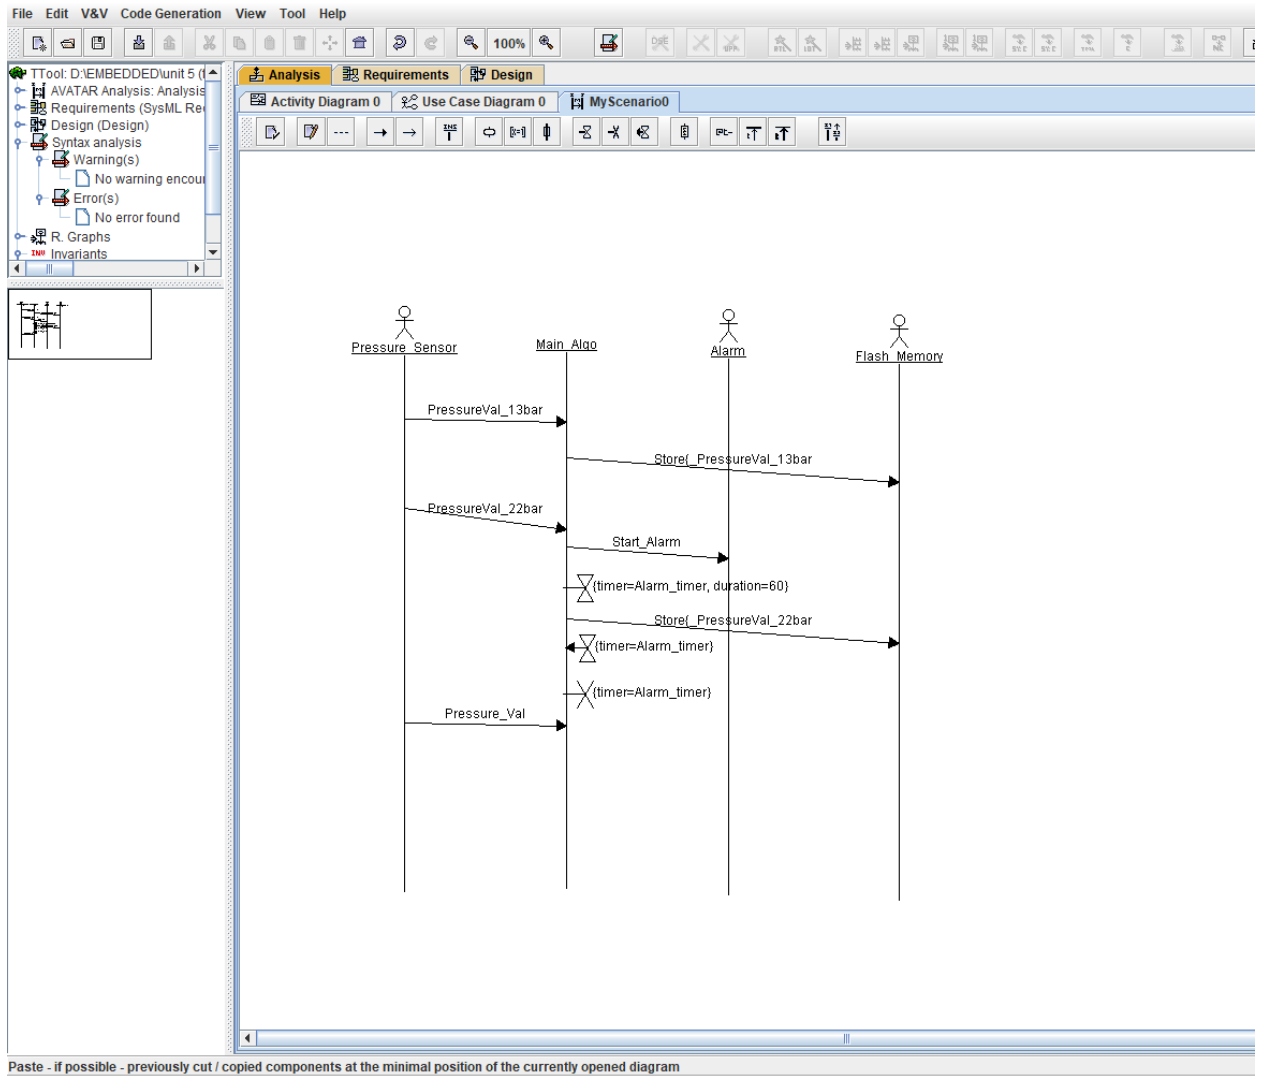 File Edit V&V Code Generation View Tool Help
100%
TTool: D:\EMBEDDED\unit 5 (f
AVATAR Analysis: Analysis
Requirements (SysML Re
Design (Design)
Syntax analysis
Warning(s)
No warning encou
Error(s)
No error found
R. Graphs
INV Invariants
Analysis Requirements Design
Activity Diagram 0 Use Case Diagram 0 MyScenario0
Pressure_Sensor Main_Algo Alarm Flash_Memory
PressureVal_13bar
Store{_PressureVal_13bar
PressureVal_22bar
Start_Alarm
{timer=Alarm_timer, duration=60}
Store{_PressureVal_22bar
{timer=Alarm_timer}
{timer=Alarm_timer}
Pressure_Val
Paste - if possible - previously cut / copied components at the minimal position of the currently opened diagram